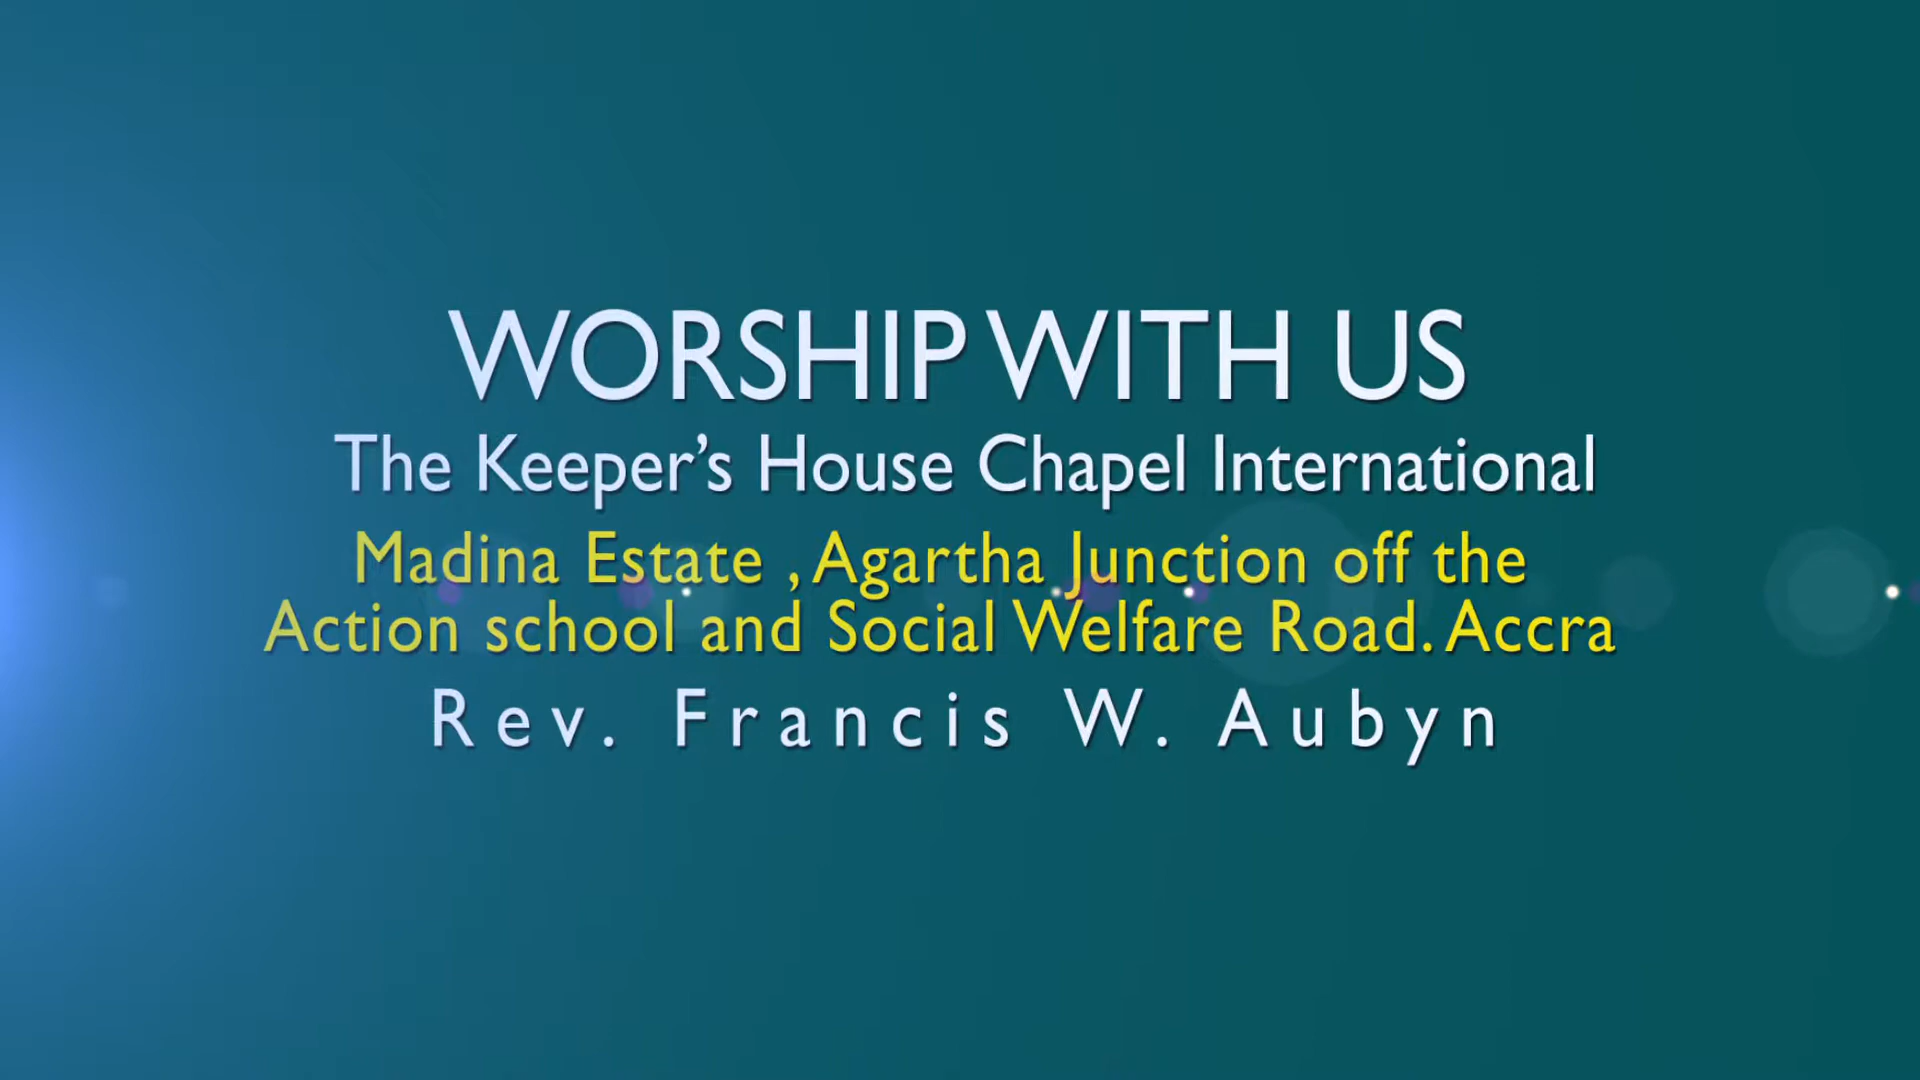 WORSHIP WITH US
The Keeper’s House Chapel International
Madina Estate , Agartha Junction off the
Action school and Social Welfare Road. Accra
Rev. Francis W. Aubyn